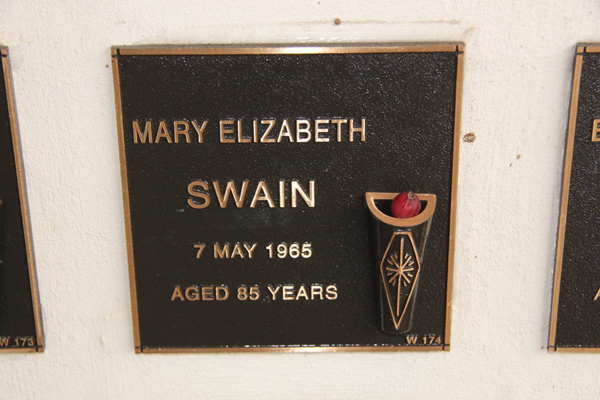 MARY ELIZABETH
SWAIN
7 MAY 1965
AGED 85 YEARS
W 174
W 173